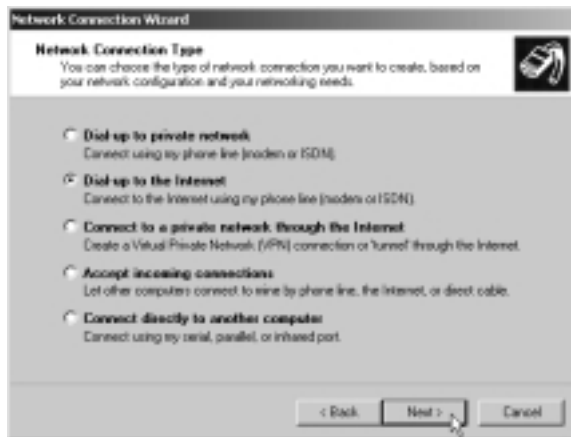 Network Connection Wizard
Network Connection Type
You can choose the type of network connection you want to create, based on
your network configuration and your networking needs.
Dial-up to private network
Connect using my phone line (modem or ISDN).
Dial-up to the Internet
Connect to the Internet using my phone line (modem or ISDN).
Connect to a private network through the Internet
Create a Virtual Private Network (VPN) connection or 'tunnel' through the Internet.
Accept incoming connections
Let other computers connect to mine by phone line, the Internet, or direct cable.
Connect directly to another computer
Connect using my serial, parallel, or infrared port.
< Back Next > Cancel